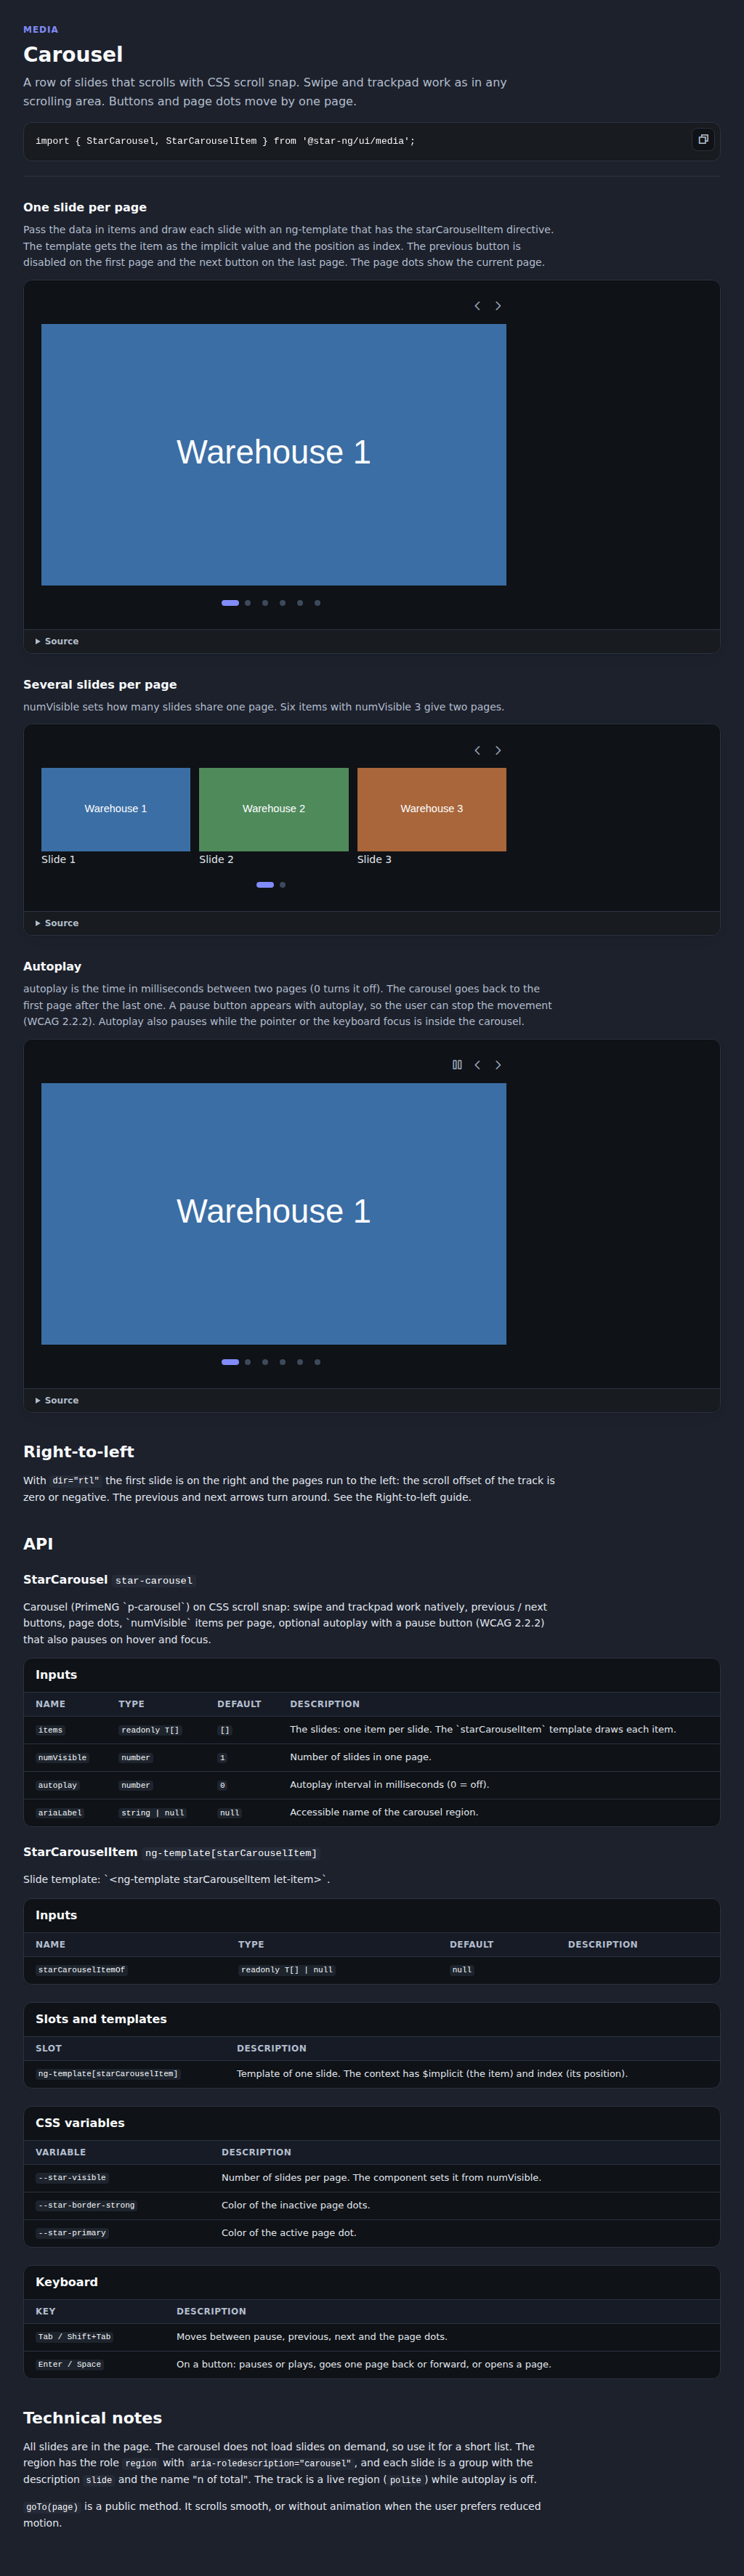 MEDIA
Carousel
A row of slides that scrolls with CSS scroll snap. Swipe and trackpad work as in any
scrolling area. Buttons and page dots move by one page.
import { StarCarousel, StarCarouselItem } from '@star-ng/ui/media';
One slide per page
Pass the data in items and draw each slide with an ng-template that has the starCarouselItem directive.
The template gets the item as the implicit value and the position as index. The previous button is
disabled on the first page and the next button on the last page. The page dots show the current page.
Warehouse 1
Source
Several slides per page
numVisible sets how many slides share one page. Six items with numVisible 3 give two pages.
Warehouse 1 Warehouse 2 Warehouse 3
Slide 1 Slide 2 Slide 3
Source
Autoplay
autoplay is the time in milliseconds between two pages (0 turns it off). The carousel goes back to the
first page after the last one. A pause button appears with autoplay, so the user can stop the movement
(WCAG 2.2.2). Autoplay also pauses while the pointer or the keyboard focus is inside the carousel.
Warehouse 1
Source
Right-to-left
With dir="rtl" the first slide is on the right and the pages run to the left: the scroll offset of the track is
zero or negative. The previous and next arrows turn around. See the Right-to-left guide.
API
StarCarousel star-carousel
Carousel (PrimeNG `p-carousel`) on CSS scroll snap: swipe and trackpad work natively, previous / next
buttons, page dots, `numVisible` items per page, optional autoplay with a pause button (WCAG 2.2.2)
that also pauses on hover and focus.
Inputs
NAME TYPE DEFAULT DESCRIPTION
items readonly T[] [] The slides: one item per slide. The `starCarouselItem` template draws each item.
numVisible number 1 Number of slides in one page.
autoplay number 0 Autoplay interval in milliseconds (0 = off).
ariaLabel string | null null Accessible name of the carousel region.
StarCarouselItem ng-template[starCarouselItem]
Slide template: `<ng-template starCarouselItem let-item>`.
Inputs
NAME TYPE DEFAULT DESCRIPTION
starCarouselItemOf readonly T[] | null null
Slots and templates
SLOT DESCRIPTION
ng-template[starCarouselItem] Template of one slide. The context has $implicit (the item) and index (its position).
CSS variables
VARIABLE DESCRIPTION
--star-visible Number of slides per page. The component sets it from numVisible.
--star-border-strong Color of the inactive page dots.
--star-primary Color of the active page dot.
Keyboard
KEY DESCRIPTION
Tab / Shift+Tab Moves between pause, previous, next and the page dots.
Enter / Space On a button: pauses or plays, goes one page back or forward, or opens a page.
Technical notes
All slides are in the page. The carousel does not load slides on demand, so use it for a short list. The
region has the role region with aria-roledescription="carousel", and each slide is a group with the
description slide and the name "n of total". The track is a live region (polite) while autoplay is off.
goTo(page) is a public method. It scrolls smooth, or without animation when the user prefers reduced
motion.